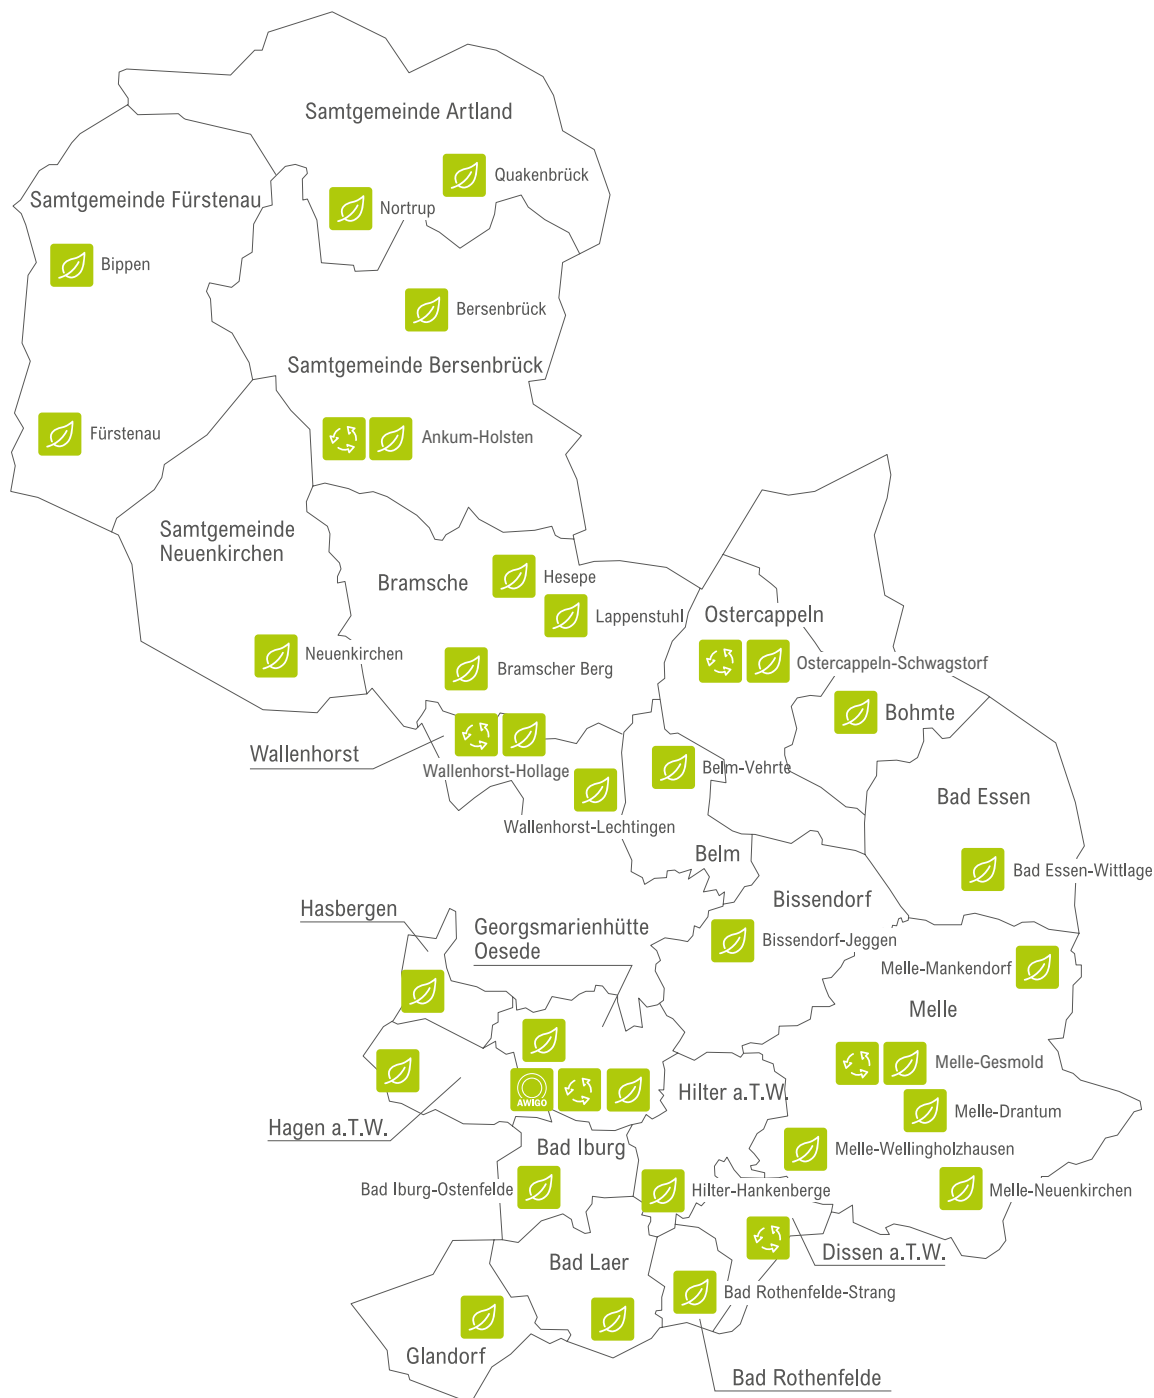 Samtgemeinde Artland
Quakenbrück
Samtgemeinde Fürstenau
Nortrup
Bippen
Bersenbrück
Samtgemeinde Bersenbrück
Fürstenau
Ankum-Holsten
Samtgemeinde
Neuenkirchen
Bramsche
Hesepe
Lappenstuhl
Ostercappeln
Neuenkirchen
Bramscher Berg
Ostercappeln-Schwagstorf
Bohmte
Wallenhorst
Wallenhorst-Hollage
Belm-Vehrte
Bad Essen
Wallenhorst-Lechtingen
Belm
Bad Essen-Wittlage
Bissendorf
Hasbergen
Georgsmarienhütte
Oesede
Bissendorf-Jeggen
Melle-Mankendorf
Melle
Melle-Gesmold
Hilter a.T.W.
AWIGO
Melle-Drantum
Hagen a.T.W.
Bad Iburg
Melle-Wellingholzhausen
Bad Iburg-Ostenfelde
Hilter-Hankenberge
Melle-Neuenkirchen
Dissen a.T.W.
Bad Laer
Bad Rothenfelde-Strang
Glandorf
Bad Rothenfelde